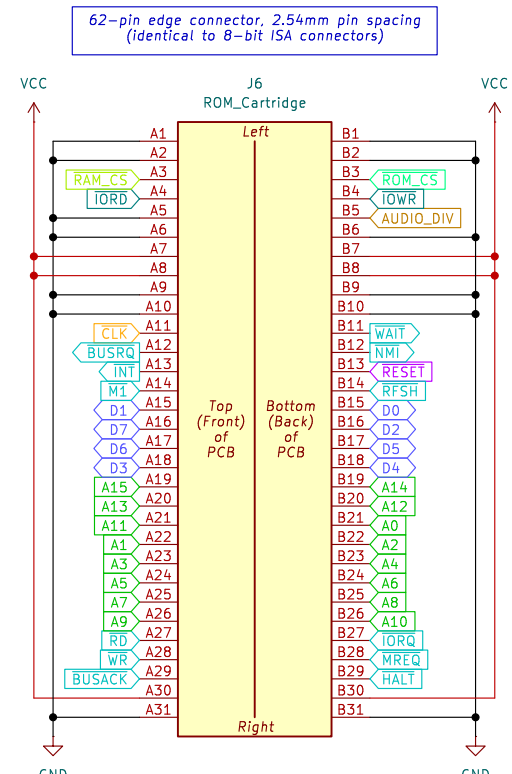 62-pin edge connector, 2.54mm pin spacing
(identical to 8-bit ISA connectors)
VCC J6 VCC
ROM_Cartridge
Left
A1 B1
A2 B2
RAM_CS A3 B3 ROM_CS
IORD A4 B4 IOWR
A5 B5 AUDIO_DIV
A6 B6
A7 B7
A8 B8
A9 B9
A10 B10
CLK A11 B11 WAIT
BUSRQ A12 B12 NMI
INT A13 B13 RESET
M1 A14 B14 RFSH
D1 A15 B15 D0
D7 A16 B16 D2
D6 A17 B17 D5
D3 A18 B18 D4
Top Bottom
(Front) (Back)
of of
PCB PCB
A15 A19 B19 A14
A13 A20 B20 A12
A11 A21 B21 A0
A1 A22 B22 A2
A3 A23 B23 A4
A5 A24 B24 A6
A7 A25 B25 A8
A9 A26 B26 A10
RD A27 B27 IORQ
WR A28 B28 MREQ
BUSACK A29 B29 HALT
A30 B30
A31 B31
Right
GND GND